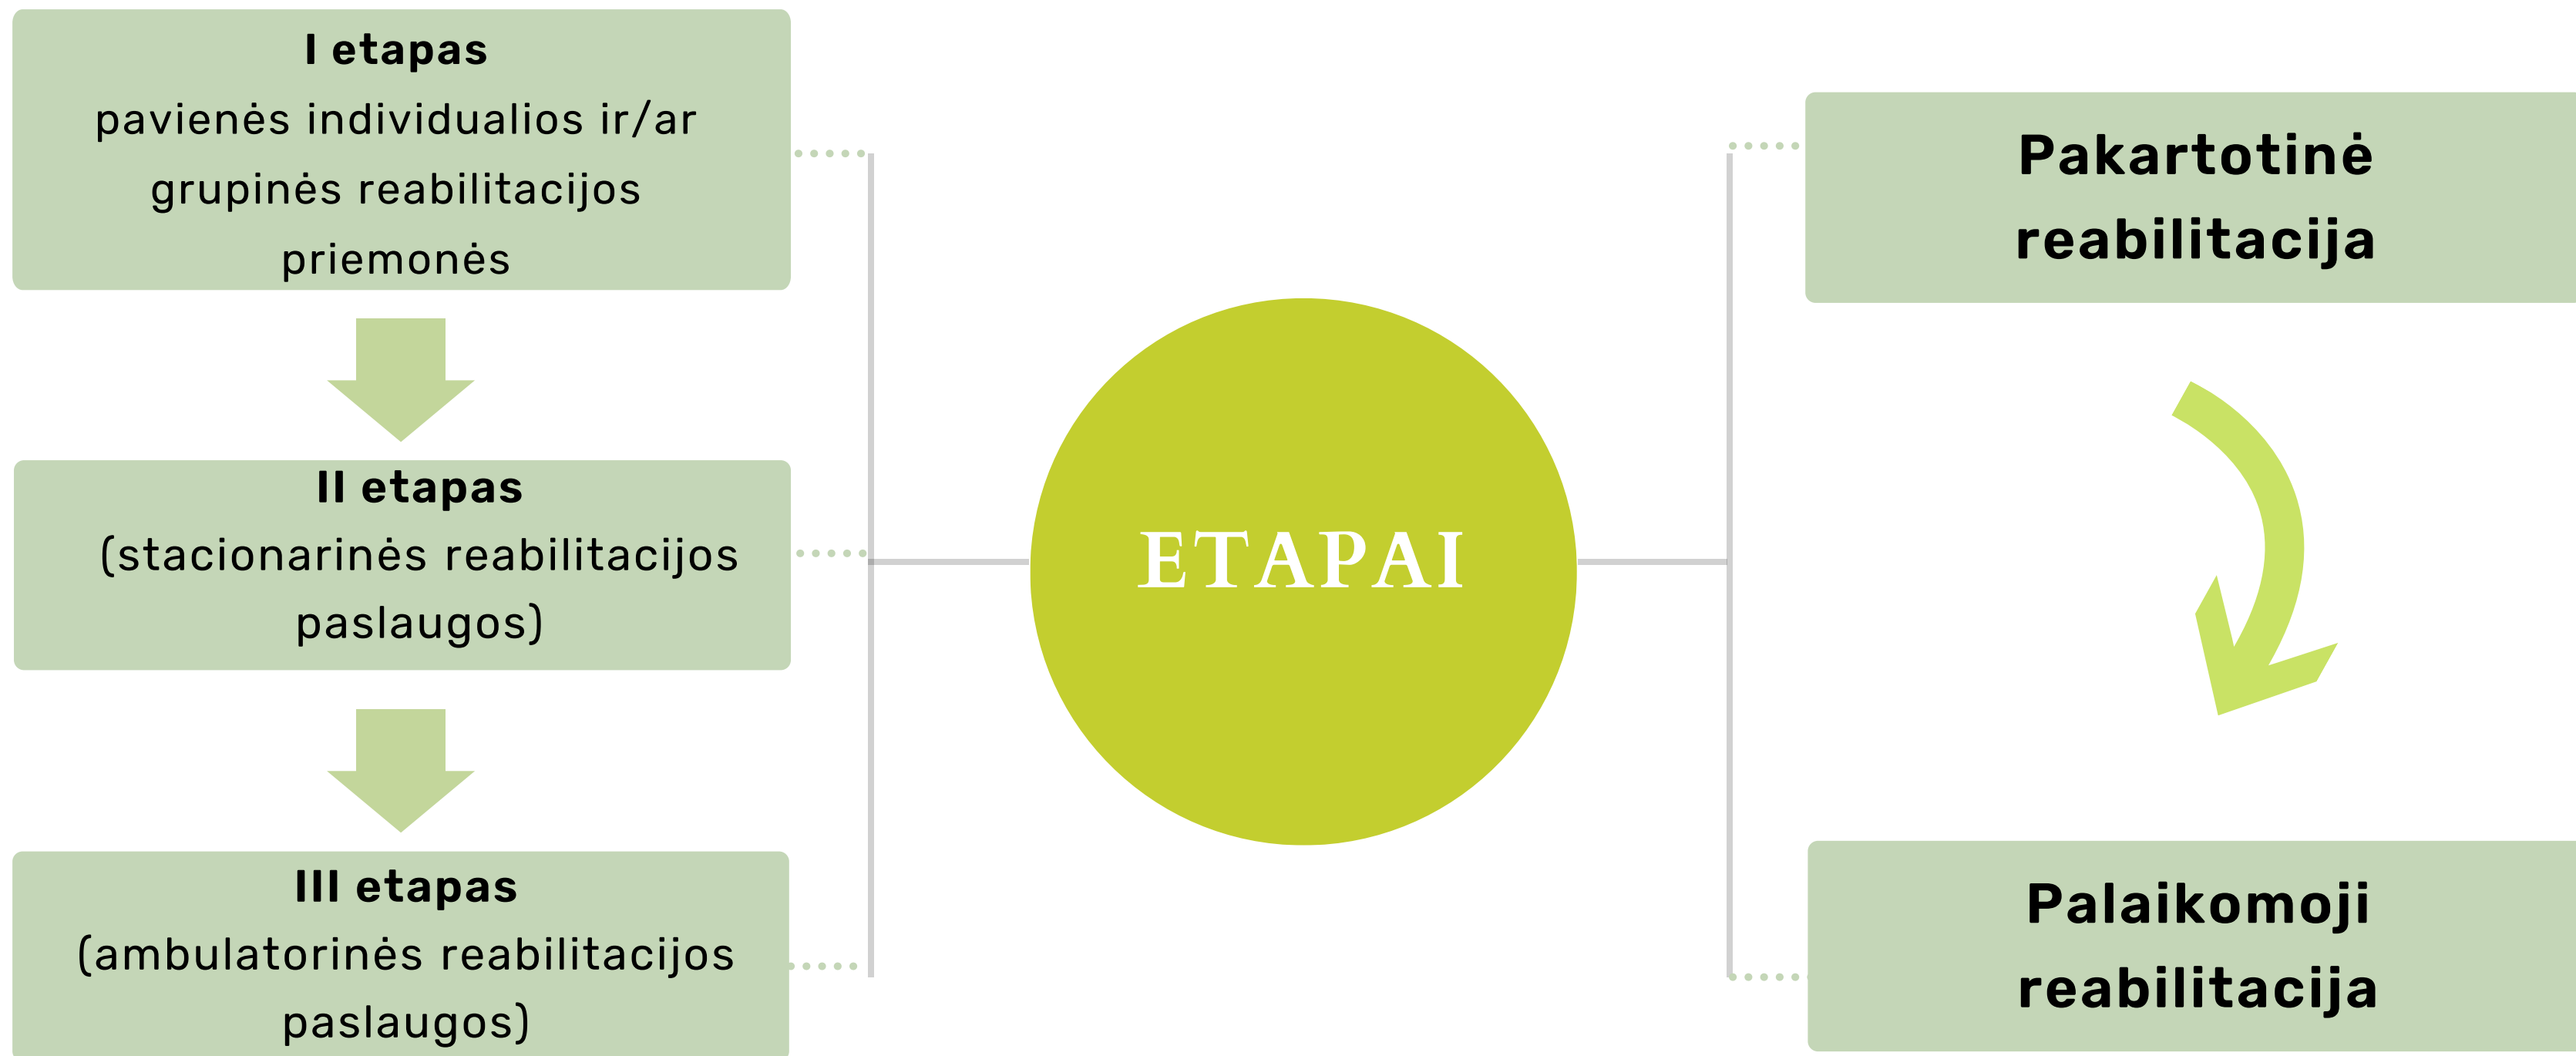 I etapas
pavienės individualios ir/ar
grupinės reabilitacijos
priemonės
II etapas
(stacionarinės reabilitacijos
paslaugos)
III etapas
(ambulatorinės reabilitacijos
paslaugos)
ETAPAI
Pakartotinė
reabilitacija
Palaikomoji
reabilitacija